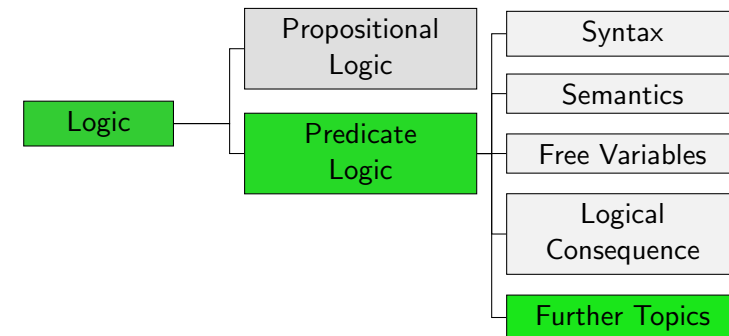 Logic
Propositional
Logic
Predicate
Logic
Syntax
Semantics
Free Variables
Logical
Consequence
Further Topics